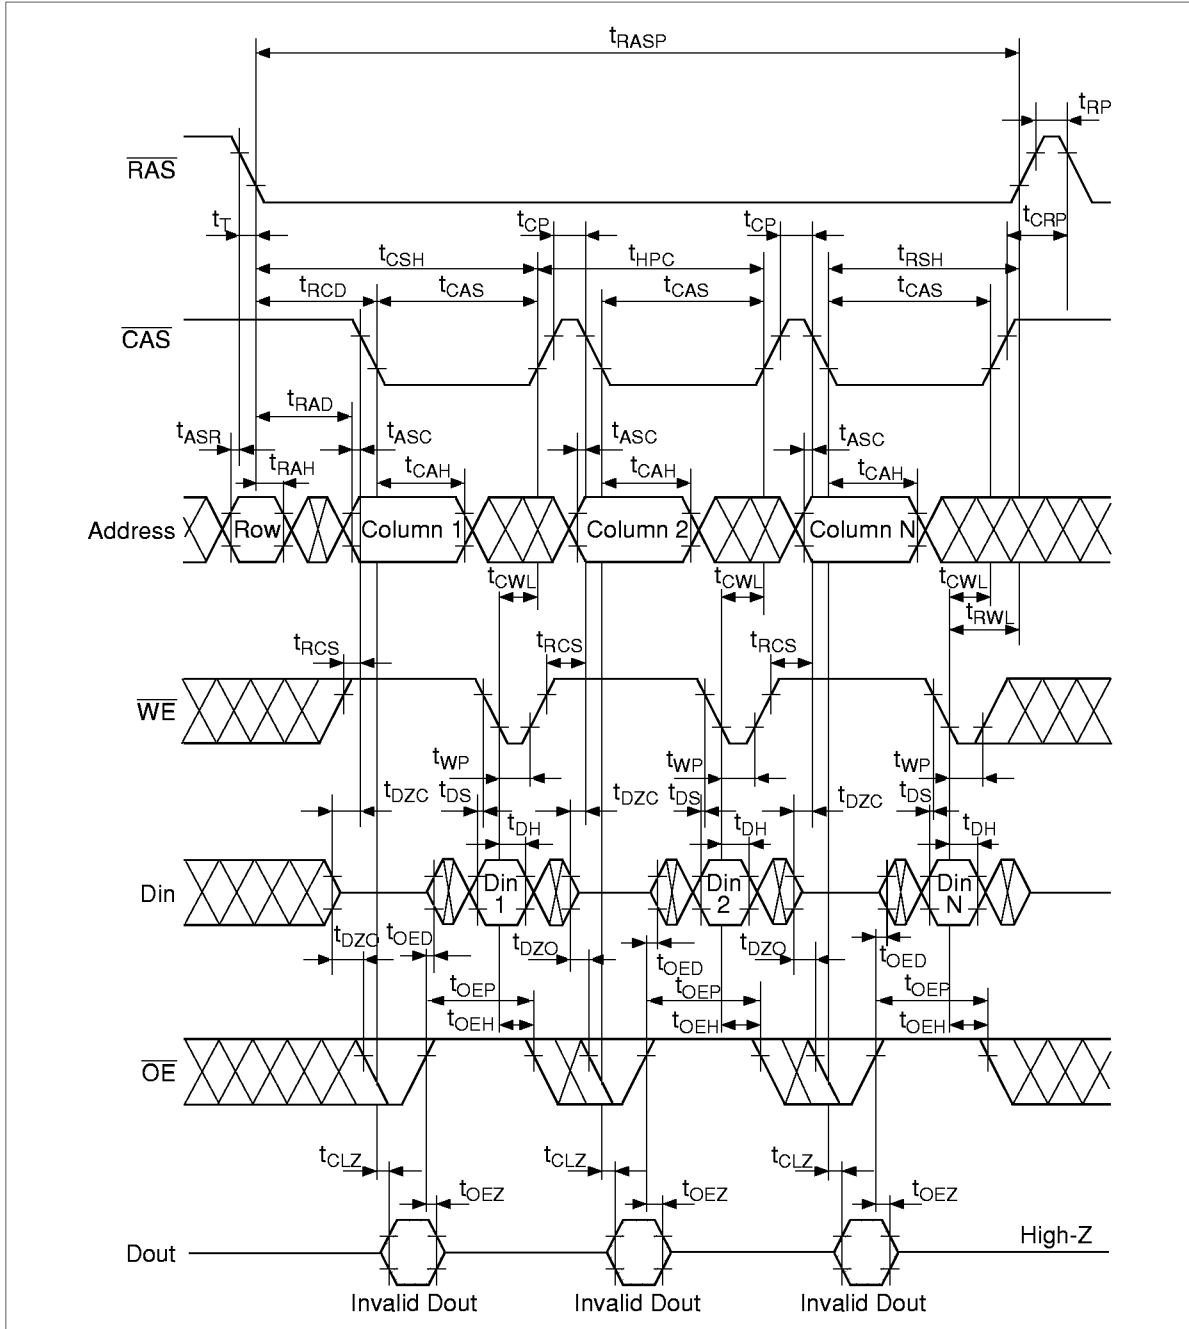 tRASP
tRP
RAS
tT
tCP
tCP
tCRP
tCSH
tHPC
tRSH
tRCD
tCAS
tCAS
tCAS
CAS
tRAD
tASR
tASC
tASC
tASC
tRAH
tCAH
tCAH
tCAH
Address
Row
Column 1
Column 2
Column N
tCWL
tCWL
tCWL
tRWL
tRCS
tRCS
tRCS
WE
tWP
tWP
tWP
tDZC
tDS
tDZC
tDS
tDZC
tDS
tDH
tDH
tDH
Din
Din
1
Din
2
Din
N
tDZO
tOED
tDZO
tOED
tDZO
tOED
tOEP
tOEP
tOEP
tOEH
tOEH
tOEH
OE
tCLZ
tCLZ
tCLZ
tOEZ
tOEZ
tOEZ
Dout
High-Z
Invalid Dout
Invalid Dout
Invalid Dout